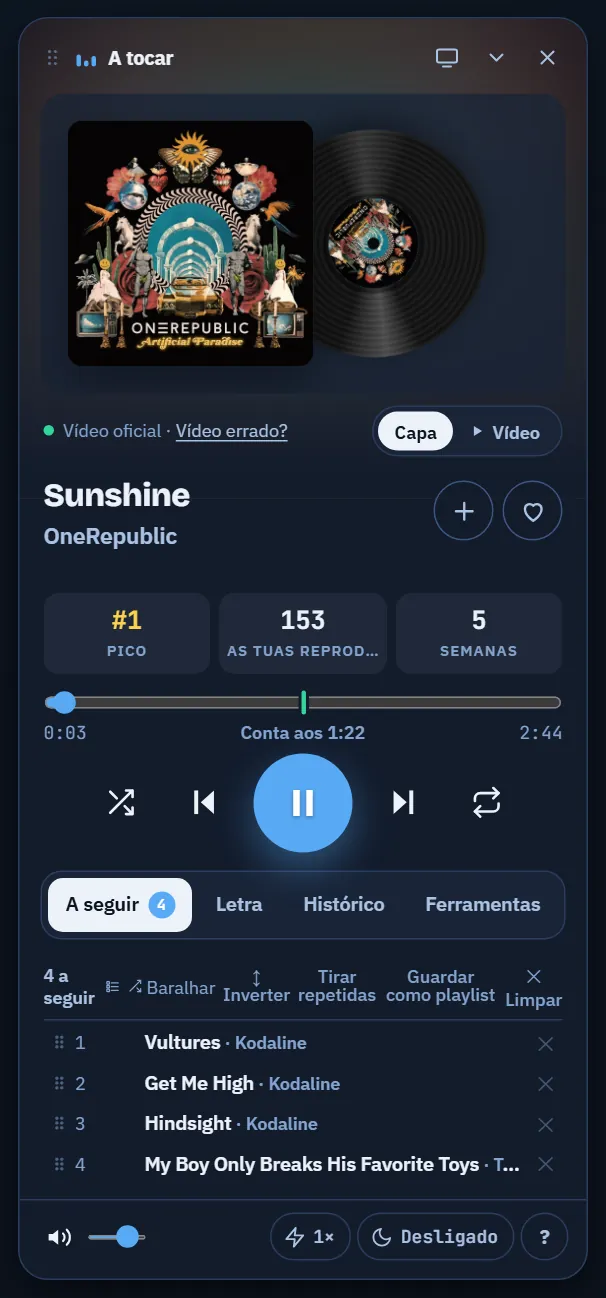 A tocar
ONEREPUBLIC
Artificial Paradise
Vídeo oficial · Vídeo errado?
Capa
Vídeo
Sunshine
OneRepublic
#1
PICO
153
AS TUAS REPROD...
5
SEMANAS
0:03
Conta aos 1:22
2:44
A seguir 4
Letra
Histórico
Ferramentas
4 a
seguir
Baralhar
Inverter
Tirar
repetidas
Guardar
como playlist
Limpar
1 Vultures · Kodaline
2 Get Me High · Kodaline
3 Hindsight · Kodaline
4 My Boy Only Breaks His Favorite Toys · T...
1×
Desligado
?